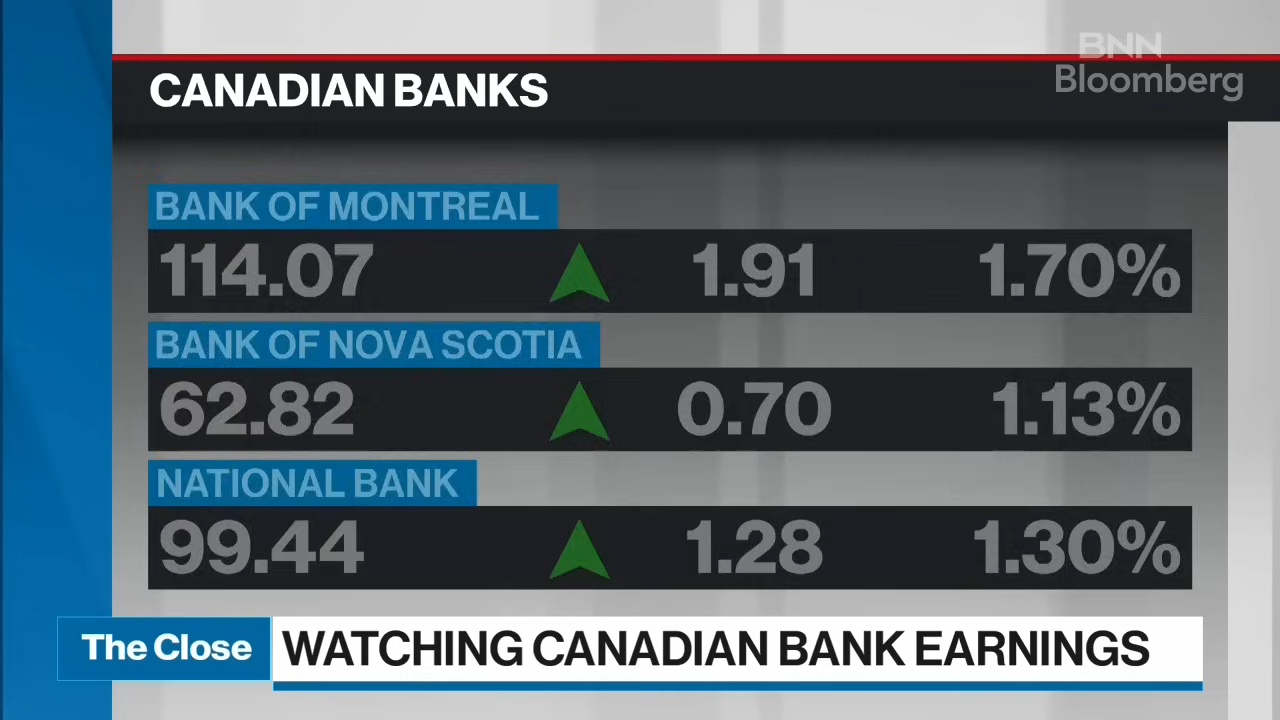 BNN
Bloomberg
CANADIAN BANKS
BANK OF MONTREAL
114.07 1.91 1.70%
BANK OF NOVA SCOTIA
62.82 0.70 1.13%
NATIONAL BANK
99.44 1.28 1.30%
The Close WATCHING CANADIAN BANK EARNINGS